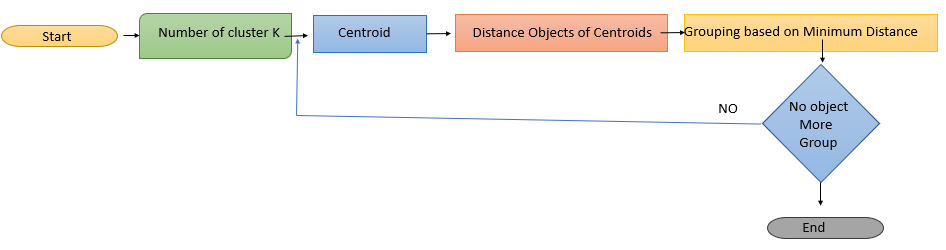 Start
Number of cluster K
Centroid
Distance Objects of Centroids
Grouping based on Minimum Distance
NO
No object
More
Group
End